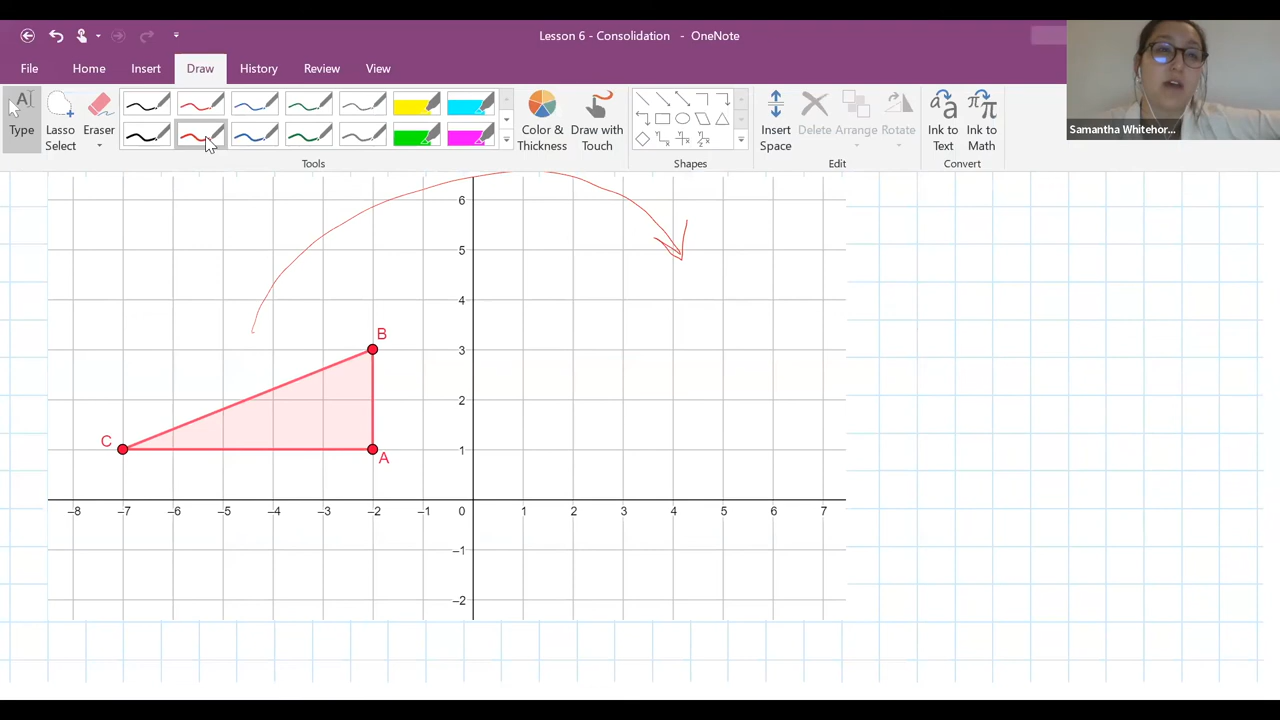 Lesson 6 - Consolidation - OneNote
File Home Insert Draw History Review View
Type
Lasso Select
Eraser
Tools
Color & Thickness
Draw with Touch
Shapes
Insert Space
Delete Arrange Rotate
Edit
Ink to Text
Ink to Math
Convert
Samantha Whitehor...
6
5
4
B
3
2
C
1
A
–8 –7 –6 –5 –4 –3 –2 –1 0 1 2 3 4 5 6 7
–1
–2